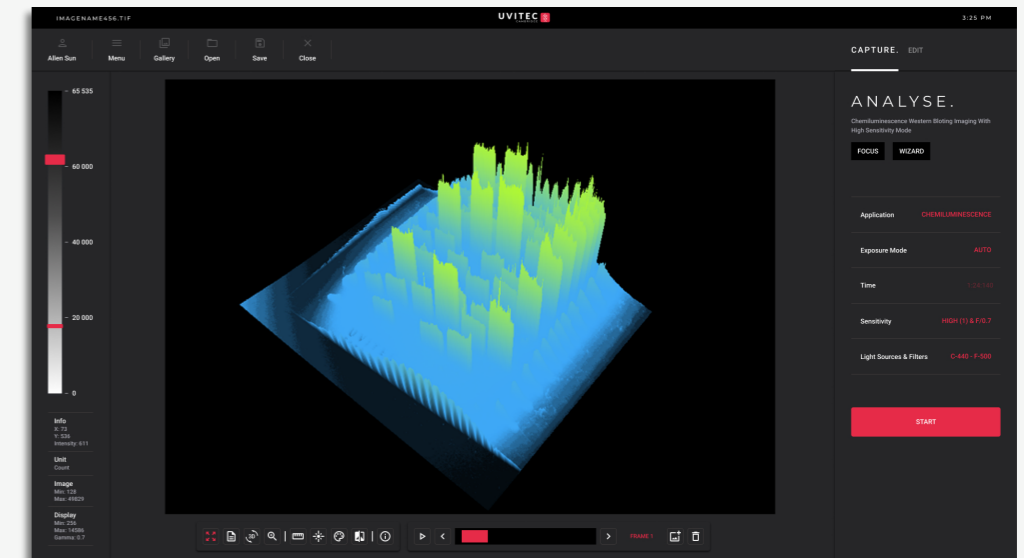 IMAGENAME456.TIF
UVITEC
3:25 PM
Allen Sun
Menu
Gallery
Open
Save
Close
CAPTURE.
EDIT
65 535
60 000
40 000
20 000
0
ANALYSE.
Chemiluminescence Western Bloting Imaging With
High Sensitivity Mode
FOCUS
WIZARD
Application
CHEMILUMINESCENCE
Exposure Mode
AUTO
Time
Sensitivity
HIGH (1) & F/0.7
Light Sources & Filters
C-440 - F-500
START
Info
X: 73
Y: 536
Intensity: 611
Unit
Count
Image
Min: 128
Max: 49829
Display
Min: 256
Max: 14586
Gamma: 0.7
3D
FRAME 1